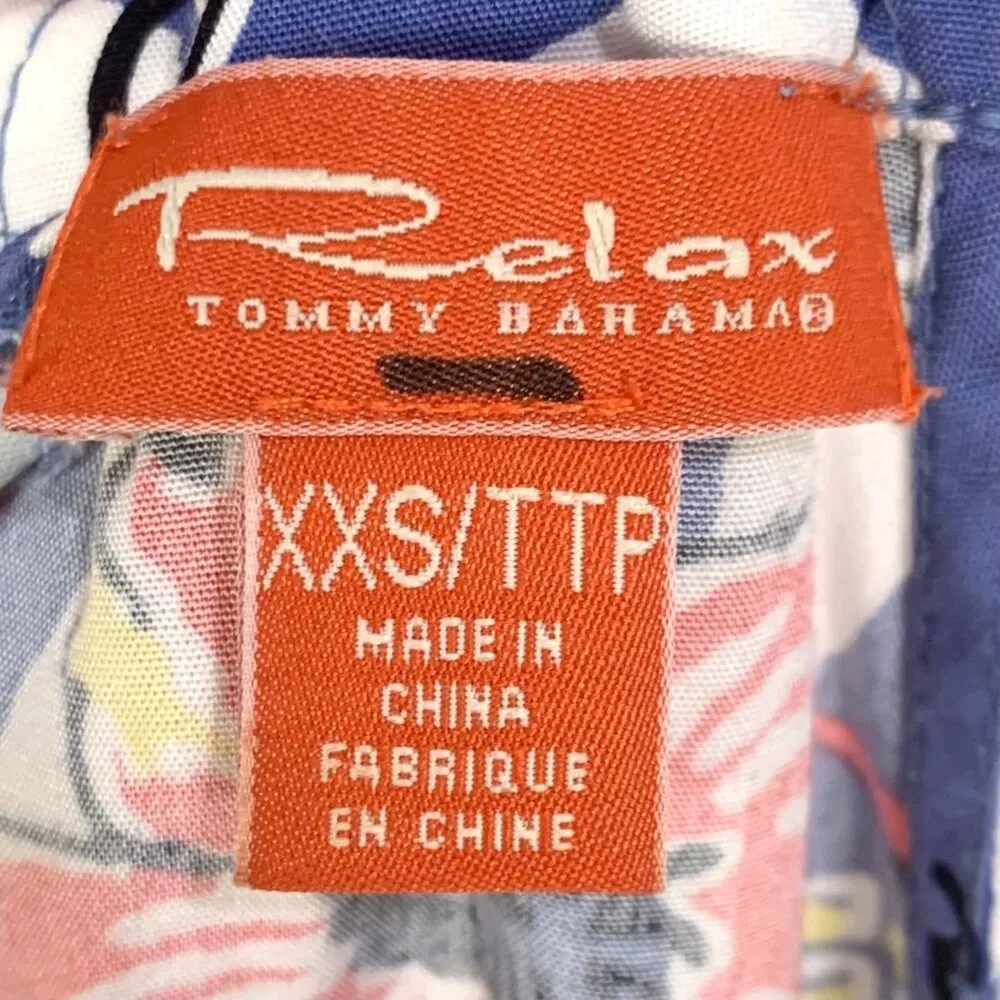 Relax
TOMMY BAHAMA®
XXS/TTP
MADE IN
CHINA
FABRIQUE
EN CHINE